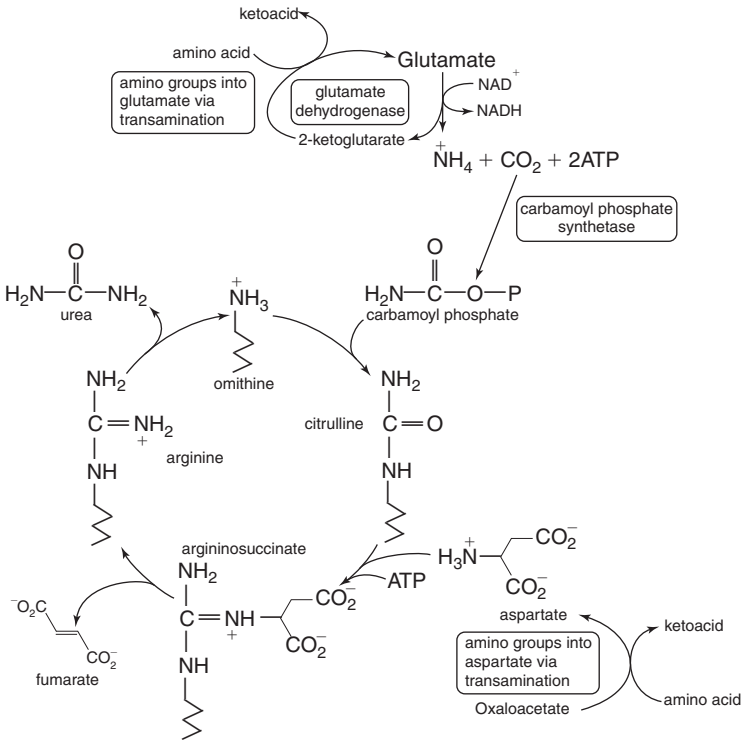 ketoacid
amino acid
Glutamate
amino groups into
glutamate via
transamination
glutamate
dehydrogenase
NAD+
NADH
2-ketoglutarate
+
NH4 + CO2 + 2ATP
carbamoyl phosphate
synthetase
O
H2N—C—NH2
urea
+
NH3
omithine
O
H2N—C—O—P
carbamoyl phosphate
NH2
C=NH2
+
NH
arginine
NH2
citrulline
C=O
NH
argininosuccinate
NH2
C=NH
+
NH
CO2−
CO2−
ATP
+
H3N
CO2−
CO2−
aspartate
−O2C
CO2−
fumarate
amino groups into
aspartate via
transamination
ketoacid
amino acid
Oxaloacetate